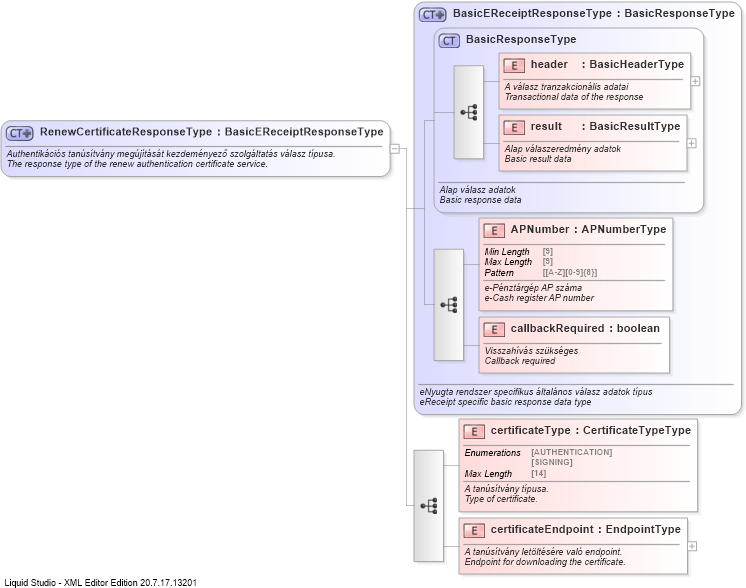 CT RenewCertificateResponseType : BasicEReceiptResponseType
Authentikációs tanúsítvány megújítását kezdeményező szolgáltatás válasz típusa.
The response type of the renew authentication certificate service.
CT BasicEReceiptResponseType : BasicResponseType
CT BasicResponseType
E header : BasicHeaderType
A válasz tranzakcionális adatai
Transactional data of the response
E result : BasicResultType
Alap válaszeredmény adatok
Basic result data
Alap válasz adatok
Basic response data
E APNumber : APNumberType
Min Length [9]
Max Length [9]
Pattern [[A-Z][0-9]{8}]
e-Pénztárgép AP száma
e-Cash register AP number
E callbackRequired : boolean
Visszahívás szükséges
Callback required
eNyugta rendszer specifikus általános válasz adatok típus
eReceipt specific basic response data type
E certificateType : CertificateTypeType
Enumerations [AUTHENTICATION]
[SIGNING]
Max Length [14]
A tanúsítvány típusa.
Type of certificate.
E certificateEndpoint : EndpointType
A tanúsítvány letöltésére való endpoint.
Endpoint for downloading the certificate.
Liquid Studio - XML Editor Edition 20.7.17.13201